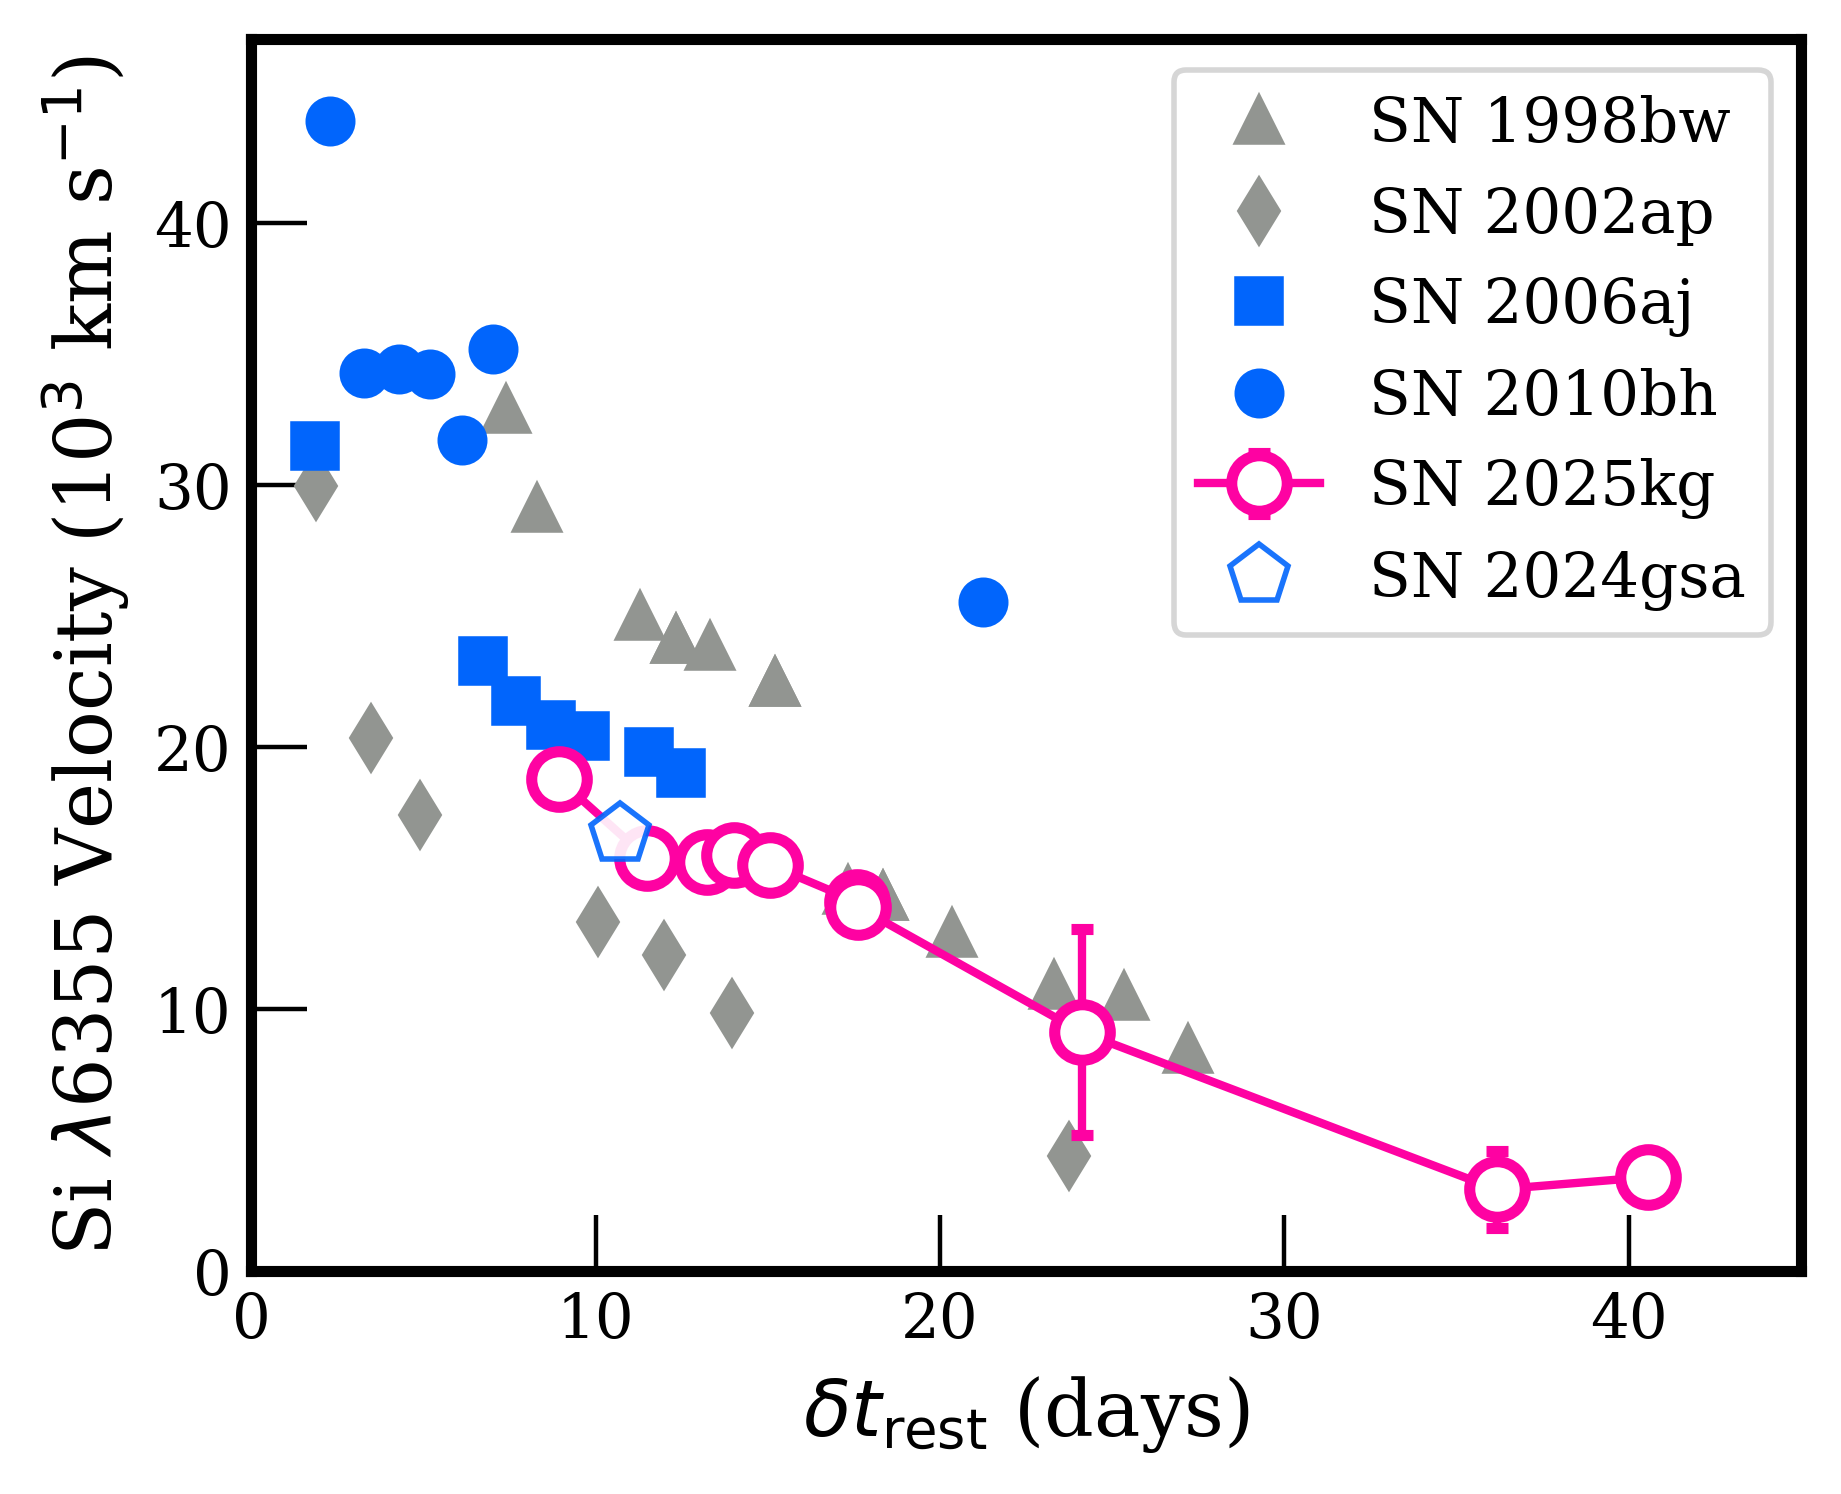 Si λ6355 Velocity (10³ km s⁻¹)
40
30
20
10
0
SN 1998bw
SN 2002ap
SN 2006aj
SN 2010bh
SN 2025kg
SN 2024gsa
0 10 20 30 40
δt_rest (days)